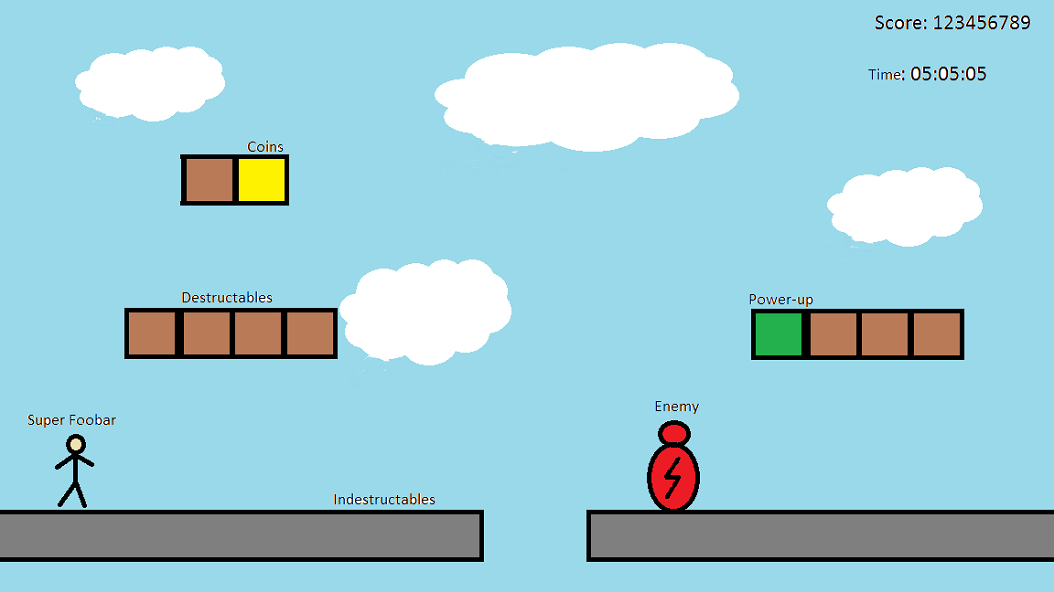 Score: 123456789
Time: 05:05:05
Coins
Destructables
Power-up
Enemy
Super Foobar
Indestructables